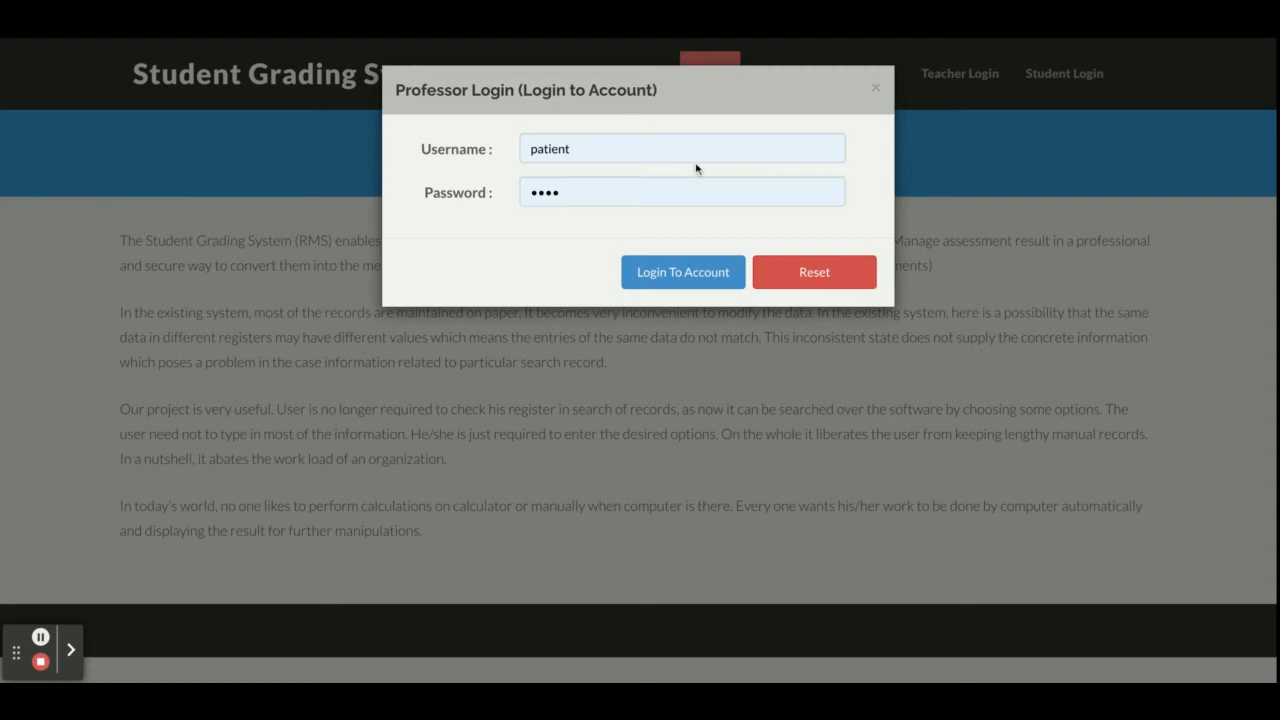 Student Grading S
Teacher Login
Student Login
Professor Login (Login to Account)
×
Username :
patient
Password :
••••
Login To Account
Reset
The Student Grading System (RMS) enables
Manage assessment result in a professional
and secure way to convert them into the me
ments)
In the existing system, most of the records are maintained on paper. It becomes very inconvenient to modify the data. In the existing system, here is a possibility that the same
data in different registers may have different values which means the entries of the same data do not match. This inconsistent state does not supply the concrete information
which poses a problem in the case information related to particular search record.
Our project is very useful. User is no longer required to check his register in search of records, as now it can be searched over the software by choosing some options. The
user need not to type in most of the information. He/she is just required to enter the desired options. On the whole it liberates the user from keeping lengthy manual records.
In a nutshell, it abates the work load of an organization.
In today's world, no one likes to perform calculations on calculator or manually when computer is there. Every one wants his/her work to be done by computer automatically
and displaying the result for further manipulations.